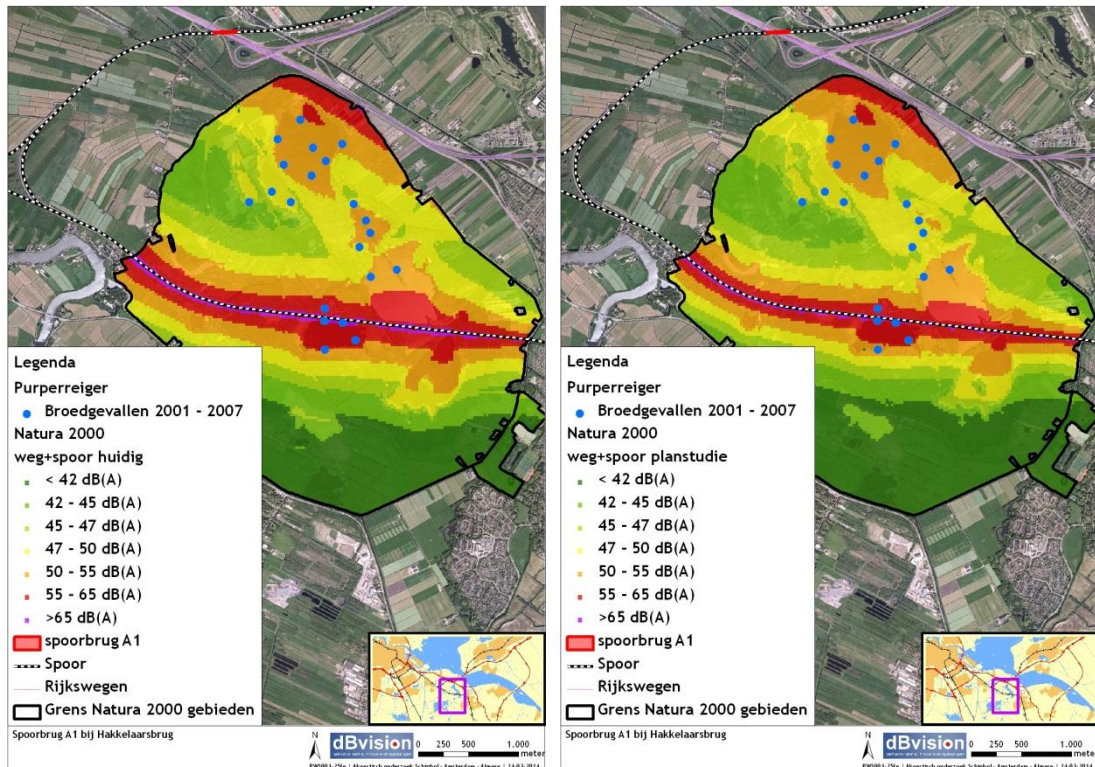 Legenda
Purperreiger
Broedgevallen 2001 - 2007
Natura 2000
weg+spoor huidig
< 42 dB(A)
42 - 45 dB(A)
45 - 47 dB(A)
47 - 50 dB(A)
50 - 55 dB(A)
55 - 65 dB(A)
>65 dB(A)
spoorbrug A1
Spoor
Rijkswegen
Grens Natura 2000 gebieden
Spoorbrug A1 bij Hakkelaarsbrug
N
dBvision
0 250 500 1.000
meter
Legenda
Purperreiger
Broedgevallen 2001 - 2007
Natura 2000
weg+spoor planstudie
< 42 dB(A)
42 - 45 dB(A)
45 - 47 dB(A)
47 - 50 dB(A)
50 - 55 dB(A)
55 - 65 dB(A)
>65 dB(A)
spoorbrug A1
Spoor
Rijkswegen
Grens Natura 2000 gebieden
Spoorbrug A1 bij Hakkelaarsbrug
N
dBvision
0 250 500 1.000